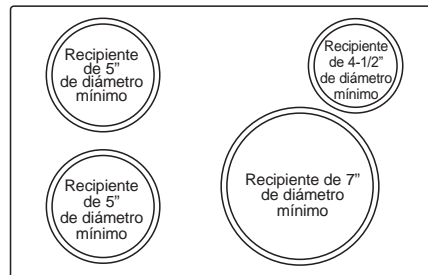 Recipiente
de 5”
de diámetro
mínimo
Recipiente
de 4-1/2”
de diámetro
mínimo
Recipiente
de 5”
de diámetro
mínimo
Recipiente de 7”
de diámetro
mínimo